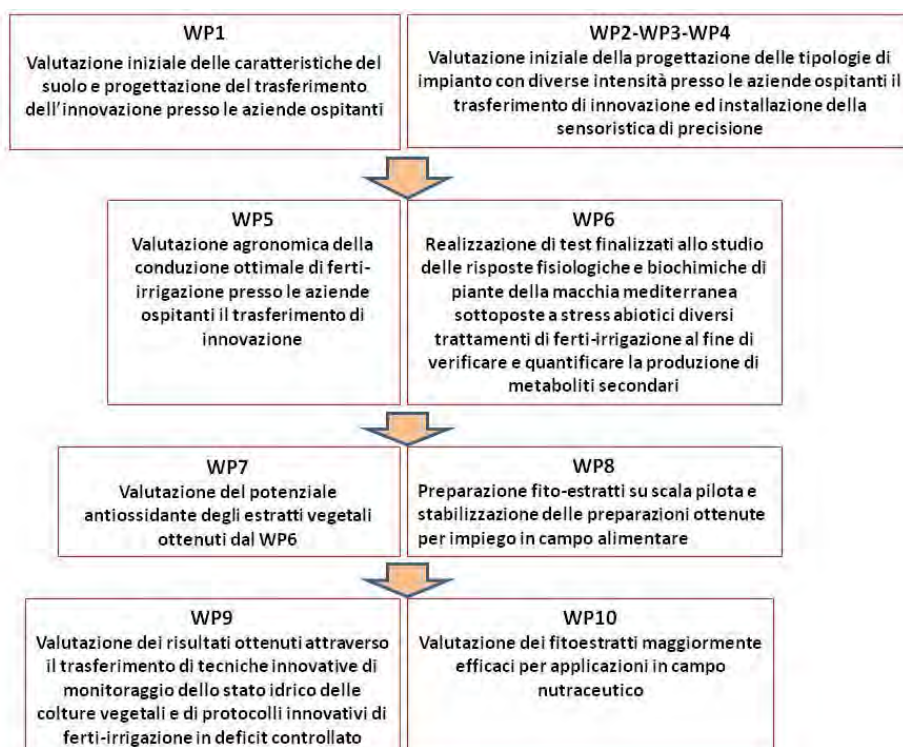 WP1
Valutazione iniziale delle caratteristiche del
suolo e progettazione del trasferimento
dell'innovazione presso le aziende ospitanti
WP2-WP3-WP4
Valutazione iniziale della progettazione delle tipologie di
impianto con diverse intensità presso le aziende ospitanti il
trasferimento di innovazione ed installazione della
sensoristica di precisione
WP5
Valutazione agronomica della
conduzione ottimale di ferti-
irrigazione presso le aziende
ospitanti il trasferimento di
innovazione
WP6
Realizzazione di test finalizzati allo studio
delle risposte fisiologiche e biochimiche di
piante della macchia mediterranea
sottoposte a stress abiotici diversi
trattamenti di ferti-irrigazione al fine di
verificare e quantificare la produzione di
metaboliti secondari
WP7
Valutazione del potenziale
antiossidante degli estratti vegetali
ottenuti dal WP6
WP8
Preparazione fito-estratti su scala pilota e
stabilizzazione delle preparazioni ottenute
per impiego in campo alimentare
WP9
Valutazione dei risultati ottenuti attraverso
il trasferimento di tecniche innovative di
monitoraggio dello stato idrico delle
colture vegetali e di protocolli innovativi di
ferti-irrigazione in deficit controllato
WP10
Valutazione dei fitoestratti maggiormente
efficaci per applicazioni in campo
nutraceutico